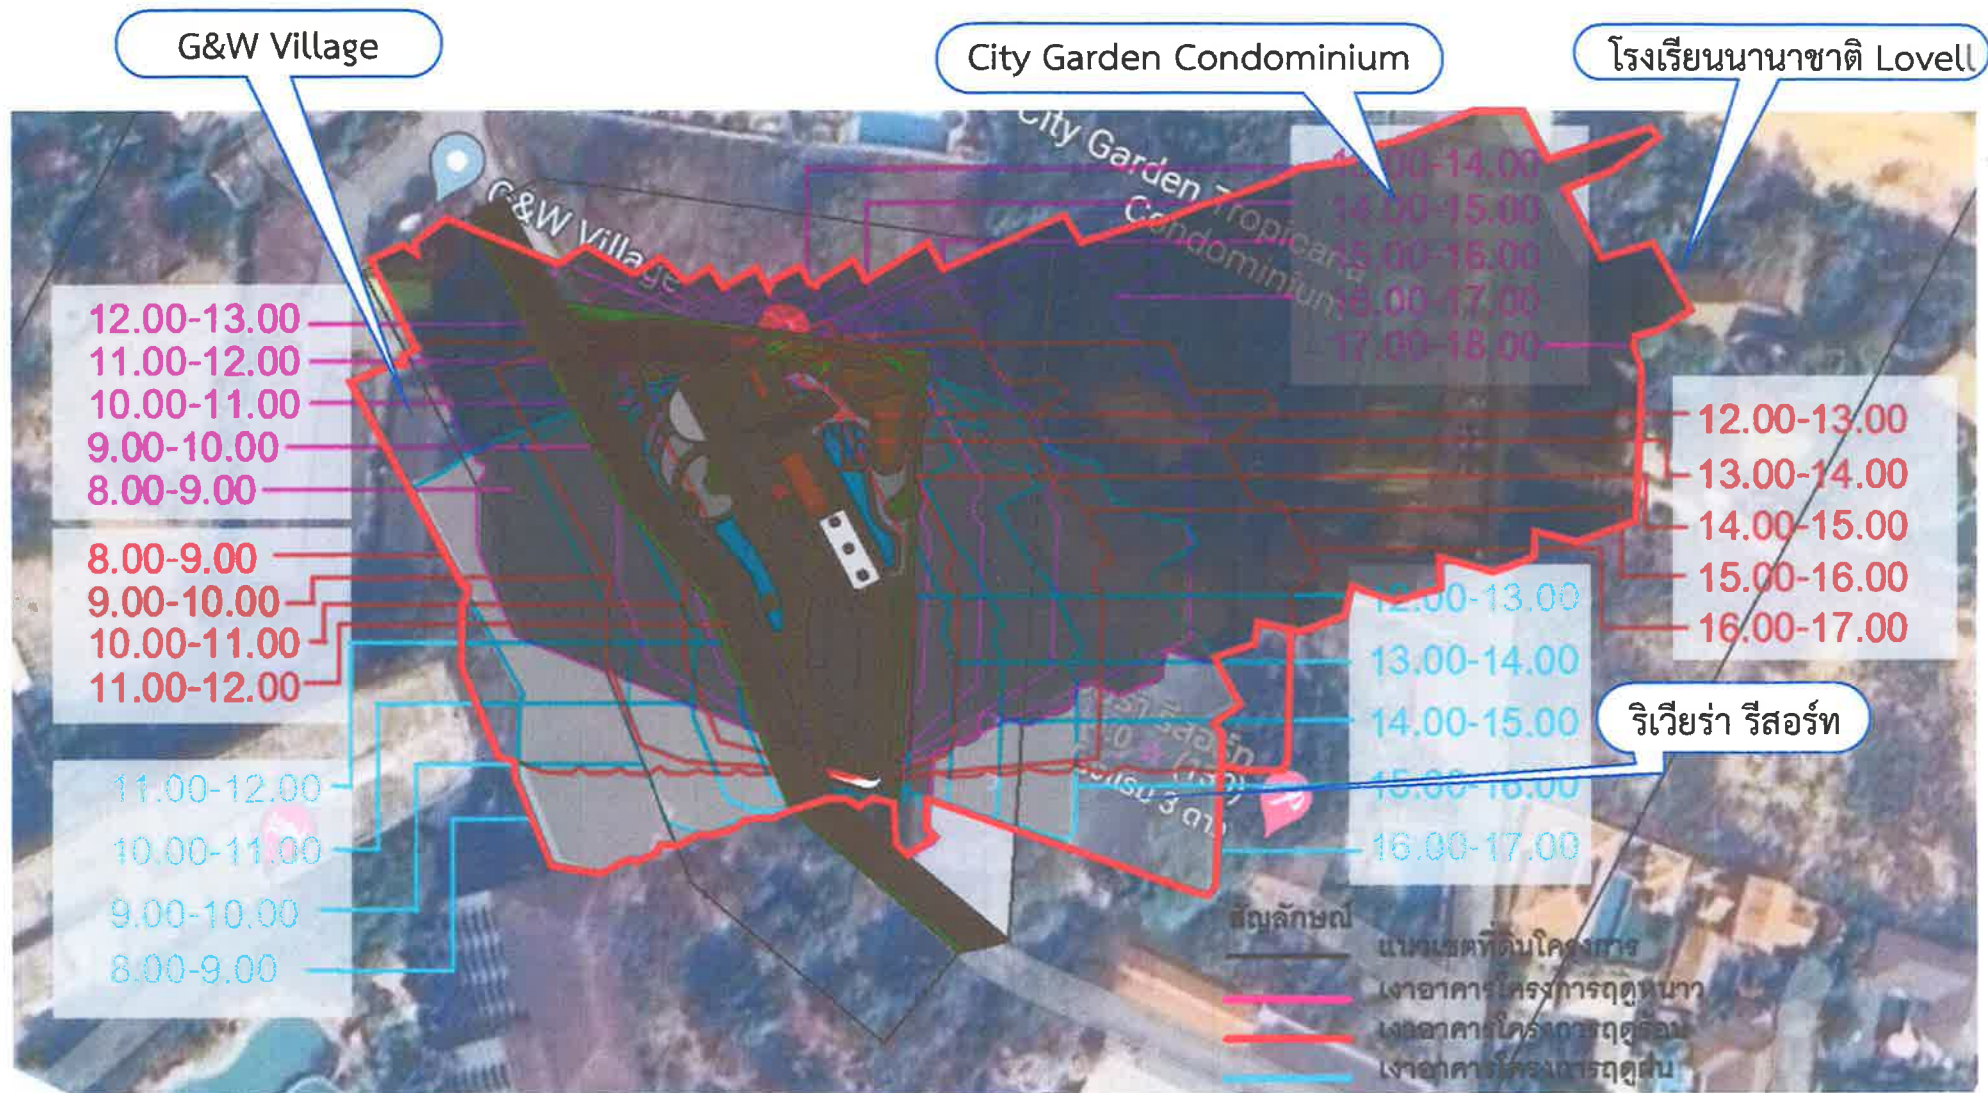 G&W Village
City Garden Condominium
โรงเรียนนานาชาติ Lovell
G&W Village
City Garden Tropicana
Condominium
12.00-13.00
11.00-12.00
10.00-11.00
9.00-10.00
8.00-9.00
8.00-9.00
9.00-10.00
10.00-11.00
11.00-12.00
11.00-12.00
10.00-11.00
9.00-10.00
8.00-9.00
13.00-14.00
14.00-15.00
15.00-16.00
16.00-17.00
17.00-18.00
12.00-13.00
13.00-14.00
14.00-15.00
15.00-16.00
16.00-17.00
12.00-13.00
13.00-14.00
14.00-15.00
15.00-16.00
16.00-17.00
ริเวียร่า รีสอร์ท
รีสอร์ท
3 ดาว
สัญลักษณ์
แนวเขตที่ดินโครงการ
เงาอาคารโครงการฤดูหนาว
เงาอาคารโครงการฤดูร้อน
เงาอาคารโครงการฤดูฝน